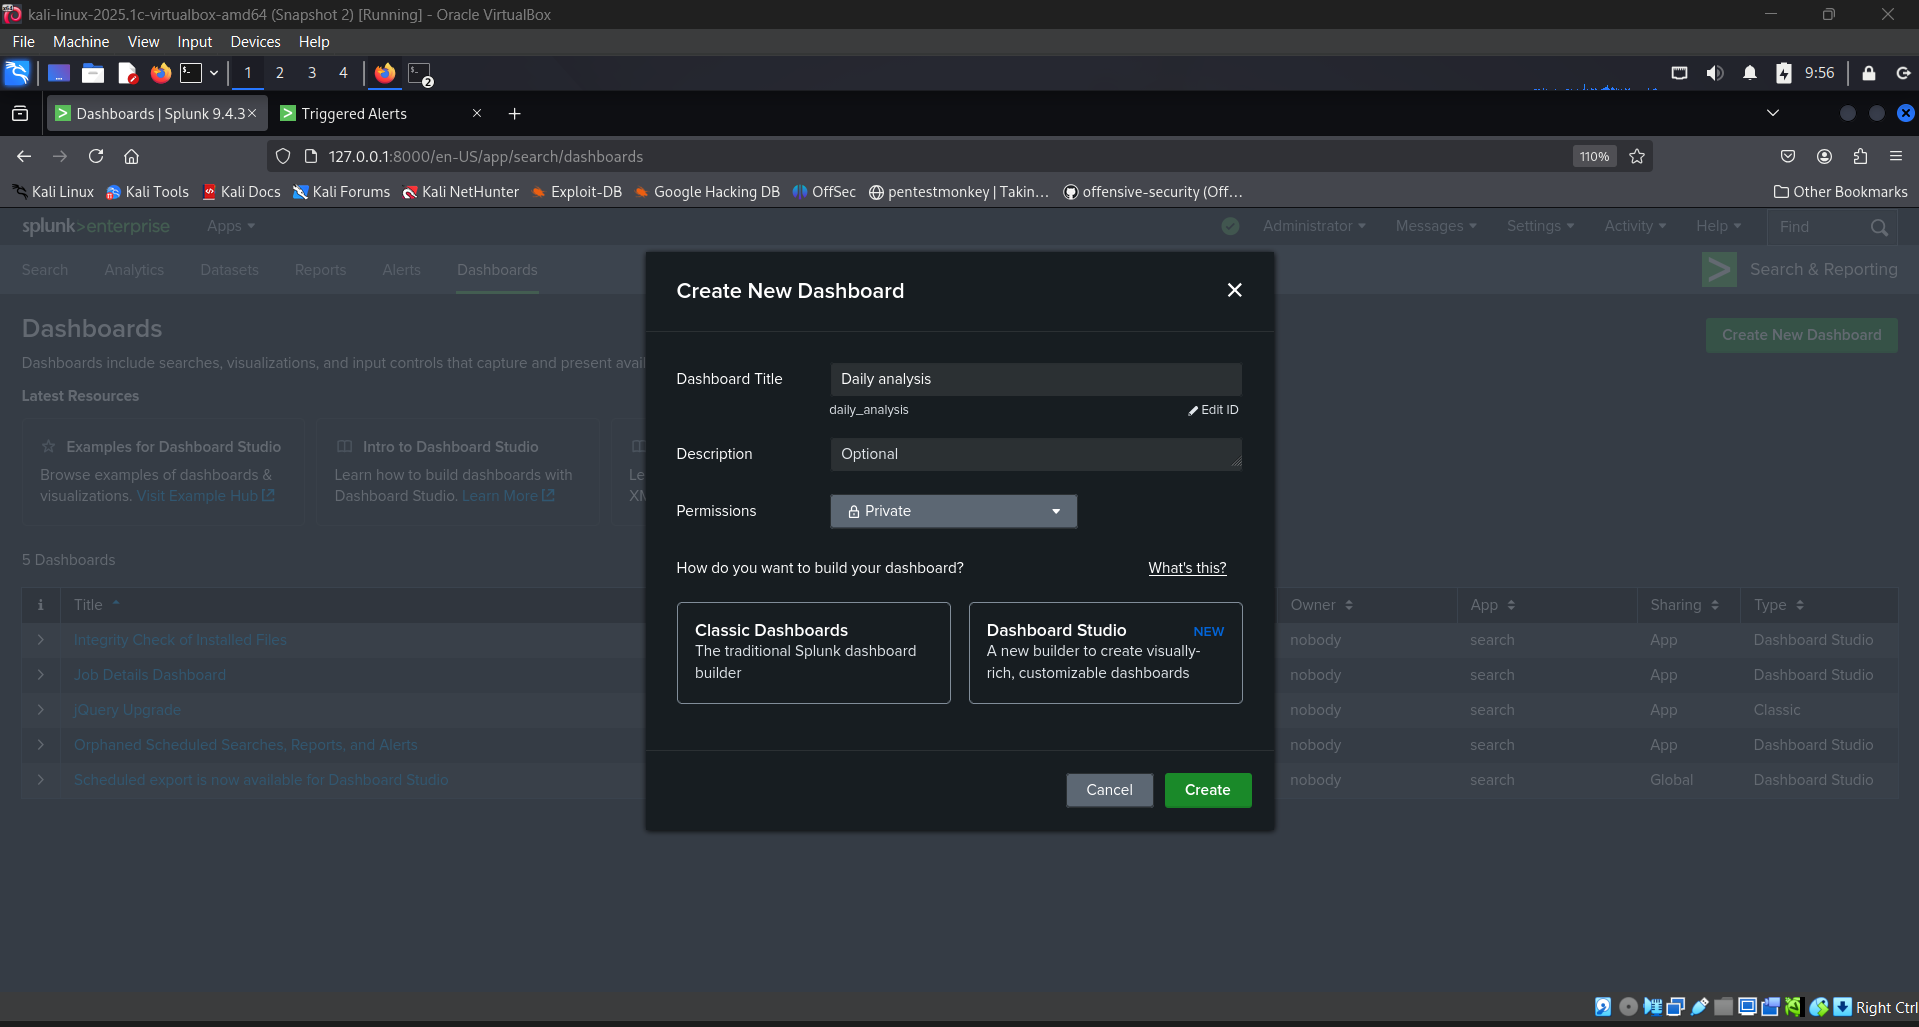 kali-linux-2025.1c-virtualbox-amd64 (Snapshot 2) [Running] - Oracle VirtualBox
File Machine View Input Devices Help
1 2 3 4 2 9:56
Dashboards | Splunk 9.4.3 Triggered Alerts
127.0.0.1:8000/en-US/app/search/dashboards 110%
Kali Linux Kali Tools Kali Docs Kali Forums Kali NetHunter Exploit-DB Google Hacking DB OffSec pentestmonkey | Takin… offensive-security (Off… Other Bookmarks
splunk>enterprise Apps Administrator Messages Settings Activity Help Find
Search Analytics Datasets Reports Alerts Dashboards Search & Reporting
Create New Dashboard
Dashboards
Create New Dashboard
Dashboards include searches, visualizations, and input controls that capture and present avai
Latest Resources
Examples for Dashboard Studio
Browse examples of dashboards &
visualizations. Visit Example Hub
Intro to Dashboard Studio
Learn how to build dashboards with
Dashboard Studio. Learn More
Le
XM
Dashboard Title Daily analysis
daily_analysis Edit ID
Description Optional
Permissions Private
How do you want to build your dashboard? What's this?
Classic Dashboards
The traditional Splunk dashboard
builder
Dashboard Studio NEW
A new builder to create visually-
rich, customizable dashboards
Cancel Create
5 Dashboards
i Title Owner App Sharing Type
Integrity Check of Installed Files nobody search App Dashboard Studio
Job Details Dashboard nobody search App Dashboard Studio
jQuery Upgrade nobody search App Classic
Orphaned Scheduled Searches, Reports, and Alerts nobody search App Dashboard Studio
Scheduled export is now available for Dashboard Studio nobody search Global Dashboard Studio
Right Ctrl